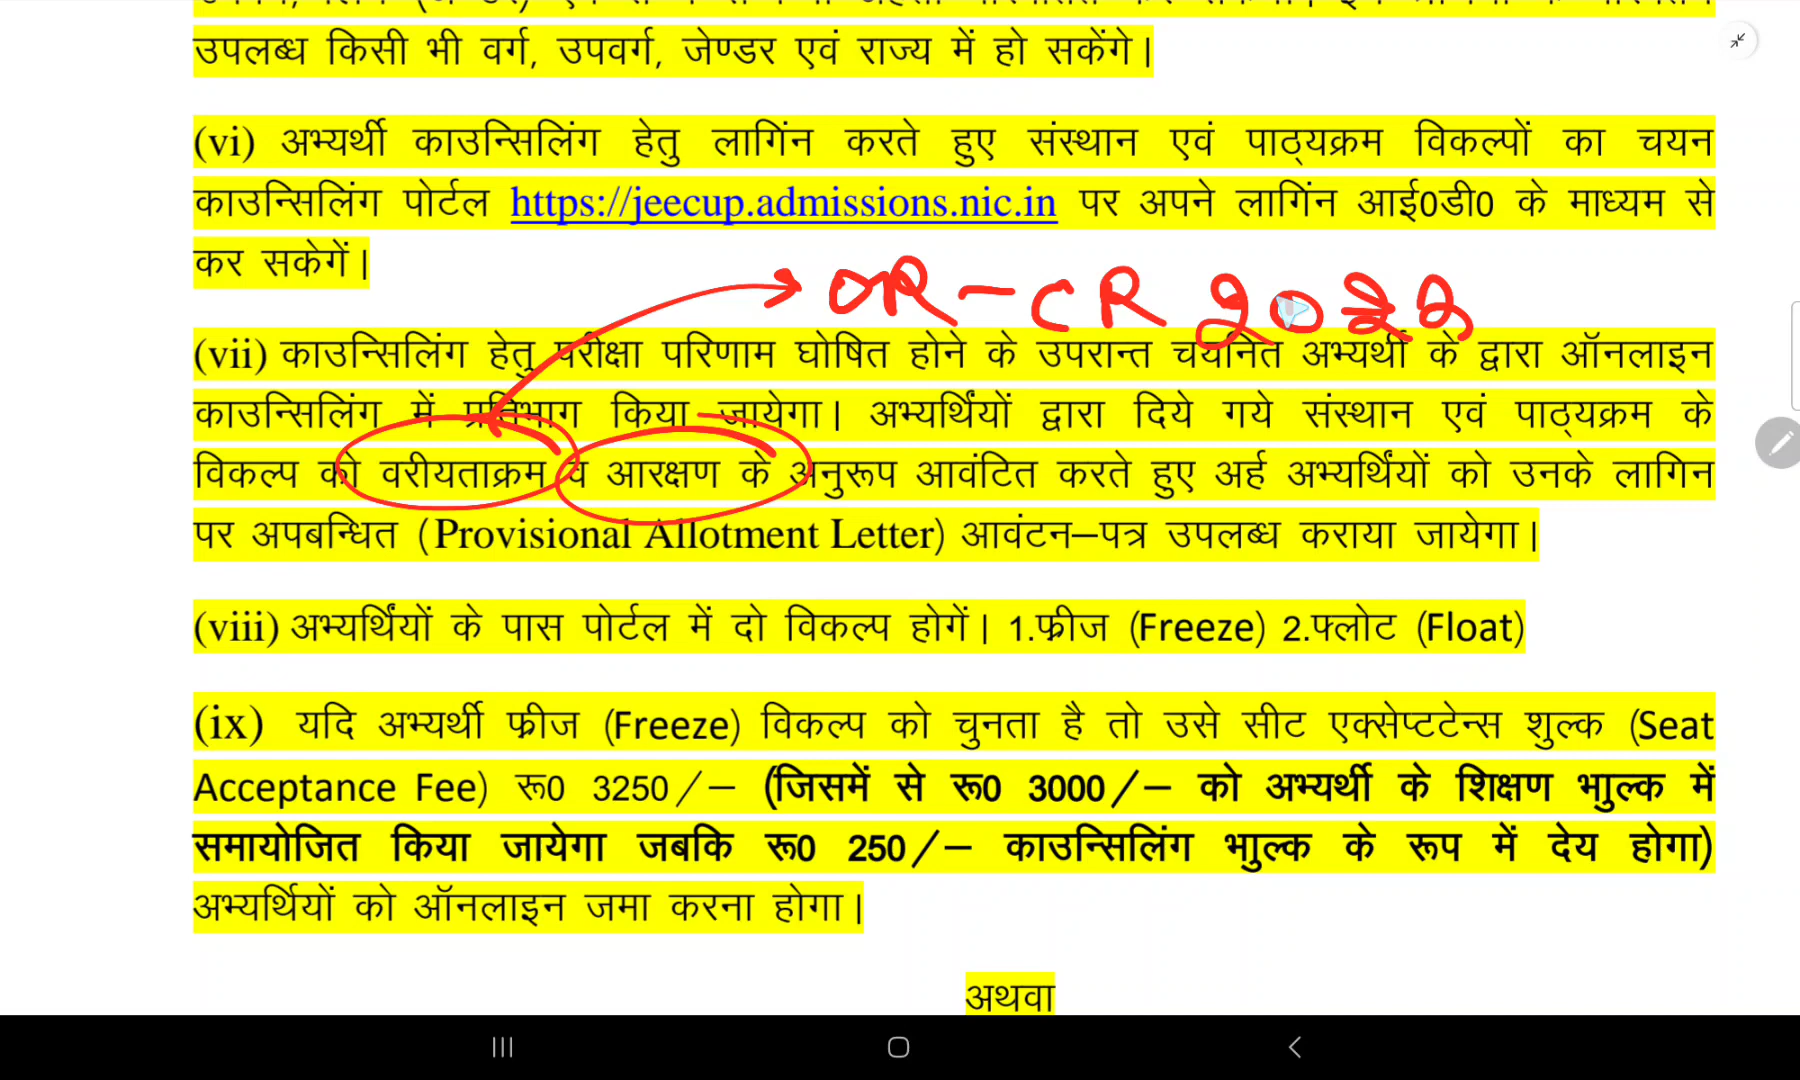 उपलब्ध किसी भी वर्ग, उपवर्ग, जेण्डर एवं राज्य में हो सकेंगे।
(vi) अभ्यर्थी काउन्सिलिंग हेतु लागिंन करते हुए संस्थान एवं पाठ्यक्रम विकल्पों का चयन
काउन्सिलिंग पोर्टल https://jeecup.admissions.nic.in पर अपने लागिंन आई0डी0 के माध्यम से
कर सकेगें।
OR-CR 2022
(vii) काउन्सिलिंग हेतु परीक्षा परिणाम घोषित होने के उपरान्त चयनित अभ्यर्थी के द्वारा ऑनलाइन
काउन्सिलिंग में प्रतिभाग किया जायेगा। अभ्यर्थियों द्वारा दिये गये संस्थान एवं पाठ्यक्रम के
विकल्प को वरीयताक्रम व आरक्षण के अनुरूप आवंटित करते हुए अर्ह अभ्यर्थियों को उनके लागिन
पर अपबन्धित (Provisional Allotment Letter) आवंटन–पत्र उपलब्ध कराया जायेगा।
(viii) अभ्यर्थियों के पास पोर्टल में दो विकल्प होगें। 1.फ्रीज (Freeze) 2.फ्लोट (Float)
(ix) यदि अभ्यर्थी फ्रीज (Freeze) विकल्प को चुनता है तो उसे सीट एक्सेप्टटेन्स शुल्क (Seat
Acceptance Fee) रू0 3250/– (जिसमें से रू0 3000/– को अभ्यर्थी के शिक्षण भाुल्क में
समायोजित किया जायेगा जबकि रू0 250/– काउन्सिलिंग भाुल्क के रूप में देय होगा)
अभ्यर्थियों को ऑनलाइन जमा करना होगा।
अथवा